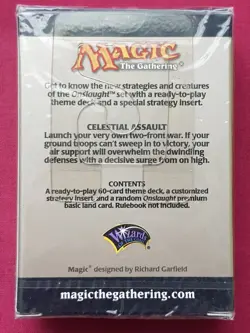 MAGIC
The Gathering
Get to know the new strategies and creatures
of the Onslaught set with a ready-to-play
theme deck and a special strategy insert.
CELESTIAL ASSAULT
Launch your very own two-front war. If your
ground troops can't sweep in to victory, your
air support will overwhelm the dwindling
defenses with a decisive surge from on high.
CONTENTS
A ready-to-play 60-card theme deck, a customized
strategy insert, and a random Onslaught premium
basic land card. Rulebook not included.
Wizards
Magic® designed by Richard Garfield
magicthegathering.com